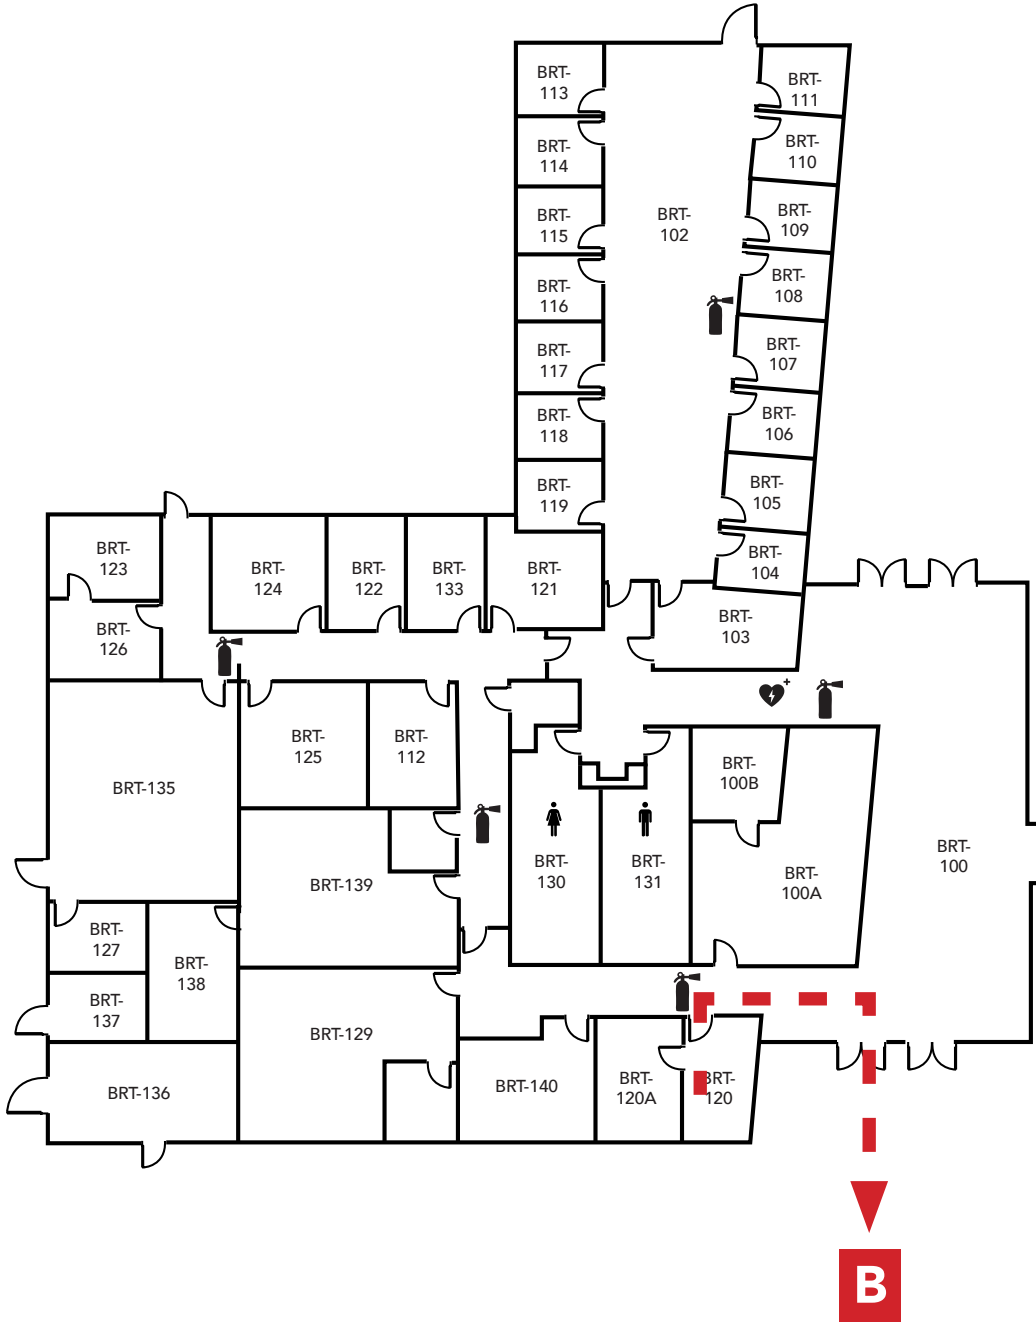 BRT-
113
BRT-
111
BRT-
114
BRT-
110
BRT-
115
BRT-
102
BRT-
109
BRT-
116
BRT-
108
BRT-
117
BRT-
107
BRT-
118
BRT-
106
BRT-
119
BRT-
105
BRT-
123
BRT-
124
BRT-
122
BRT-
133
BRT-
121
BRT-
104
BRT-
126
BRT-
103
BRT-
125
BRT-
112
BRT-
100B
BRT-135
BRT-
130
BRT-
131
BRT-
100A
BRT-
100
BRT-139
BRT-
127
BRT-
138
BRT-
137
BRT-129
BRT-136
BRT-140
BRT-
120A
BRT-
120
B